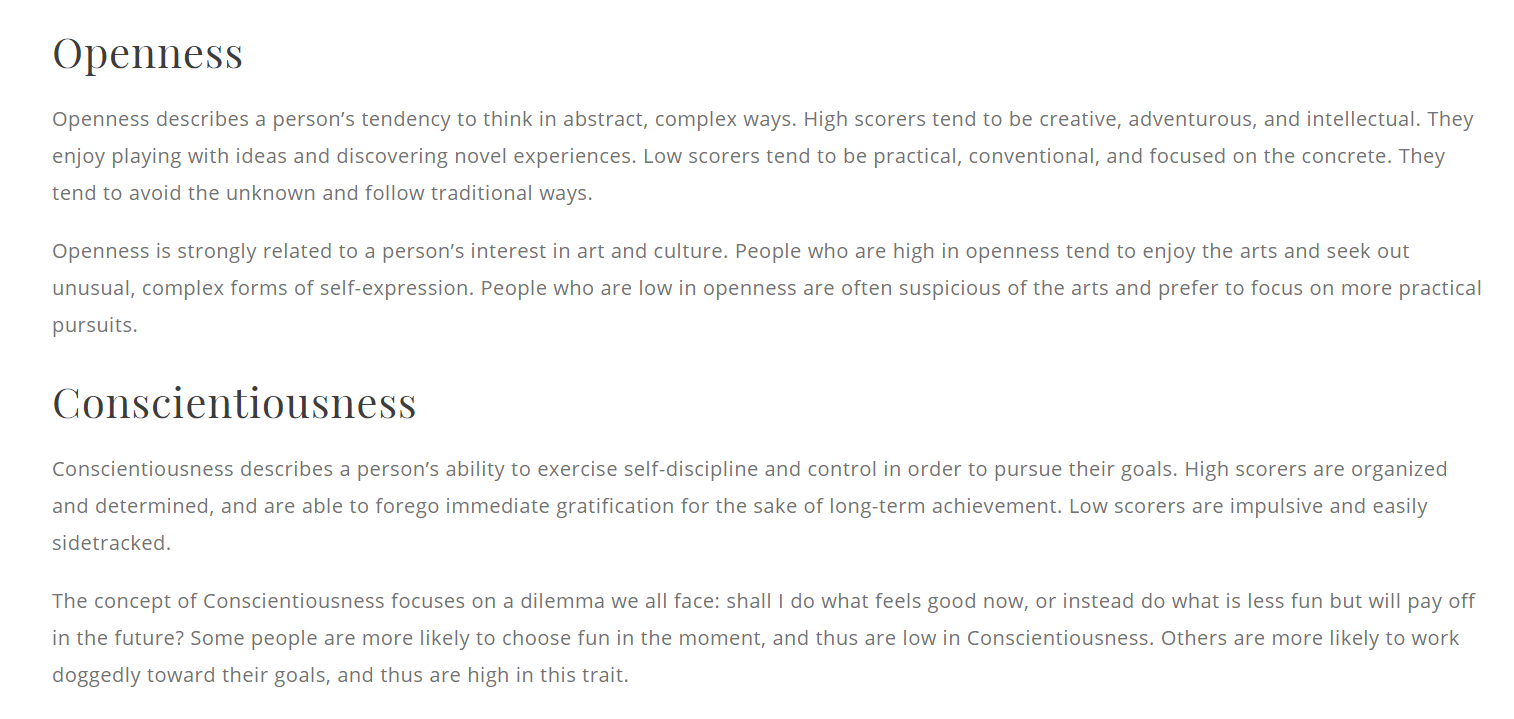 Openness
Openness describes a person’s tendency to think in abstract, complex ways. High scorers tend to be creative, adventurous, and intellectual. They
enjoy playing with ideas and discovering novel experiences. Low scorers tend to be practical, conventional, and focused on the concrete. They
tend to avoid the unknown and follow traditional ways.
Openness is strongly related to a person’s interest in art and culture. People who are high in openness tend to enjoy the arts and seek out
unusual, complex forms of self-expression. People who are low in openness are often suspicious of the arts and prefer to focus on more practical
pursuits.
Conscientiousness
Conscientiousness describes a person’s ability to exercise self-discipline and control in order to pursue their goals. High scorers are organized
and determined, and are able to forego immediate gratification for the sake of long-term achievement. Low scorers are impulsive and easily
sidetracked.
The concept of Conscientiousness focuses on a dilemma we all face: shall I do what feels good now, or instead do what is less fun but will pay off
in the future? Some people are more likely to choose fun in the moment, and thus are low in Conscientiousness. Others are more likely to work
doggedly toward their goals, and thus are high in this trait.